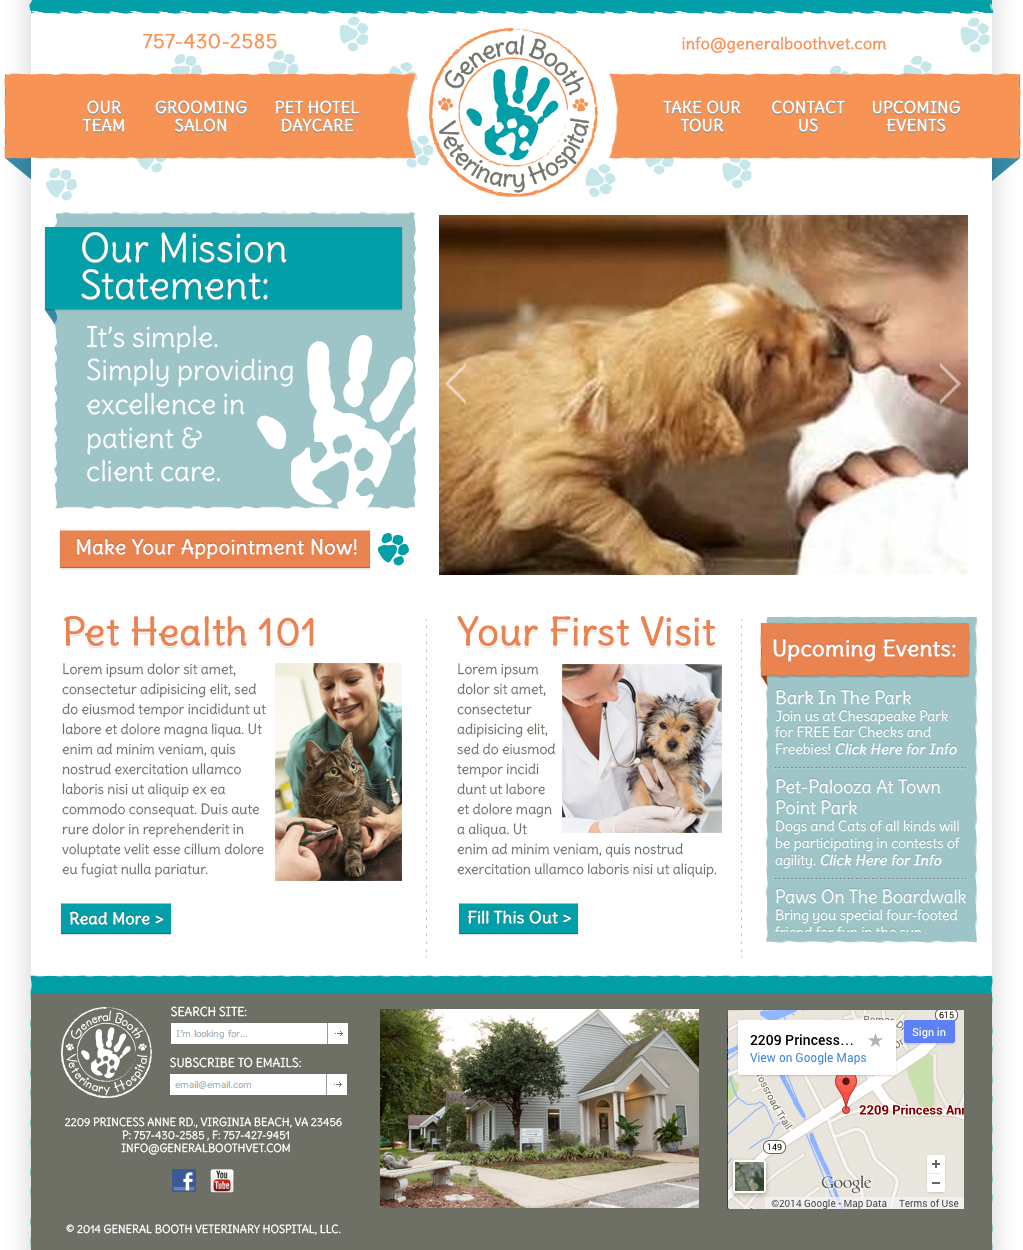 757-430-2585
info@generalboothvet.com
OUR
TEAM
GROOMING
SALON
PET HOTEL
DAYCARE
General Booth
Veterinary Hospital
TAKE OUR
TOUR
CONTACT
US
UPCOMING
EVENTS
Our Mission
Statement:
It's simple.
Simply providing
excellence in
patient &
client care.
Make Your Appointment Now!
Pet Health 101
Lorem ipsum dolor sit amet,
consectetur adipisicing elit, sed
do eiusmod tempor incididunt ut
labore et dolore magna liqua. Ut
enim ad minim veniam, quis
nostrud exercitation ullamco
laboris nisi ut aliquip ex ea
commodo consequat. Duis aute
rure dolor in reprehenderit in
voluptate velit esse cillum dolore
eu fugiat nulla pariatur.
Read More >
Your First Visit
Lorem ipsum
dolor sit amet,
consectetur
adipisicing elit,
sed do eiusmod
tempor incidi
dunt ut labore
et dolore magn
a aliqua. Ut
enim ad minim veniam, quis nostrud
exercitation ullamco laboris nisi ut aliquip.
Fill This Out >
Upcoming Events:
Bark In The Park
Join us at Chesapeake Park
for FREE Ear Checks and
Freebies! Click Here for Info
Pet-Palooza At Town
Point Park
Dogs and Cats of all kinds will
be participating in contests of
agility. Click Here for Info
Paws On The Boardwalk
Bring you special four-footed
friend for fun in the sun
General Booth
Veterinary Hospital
SEARCH SITE:
I'm looking for...
SUBSCRIBE TO EMAILS:
email@email.com
2209 PRINCESS ANNE RD., VIRGINIA BEACH, VA 23456
P: 757-430-2585 , F: 757-427-9451
INFO@GENERALBOOTHVET.COM
f
You
Tube
© 2014 GENERAL BOOTH VETERINARY HOSPITAL, LLC.
615
Sign in
2209 Princess...
View on Google Maps
2209 Princess Ann
149
Google
©2014 Google - Map Data
Terms of Use